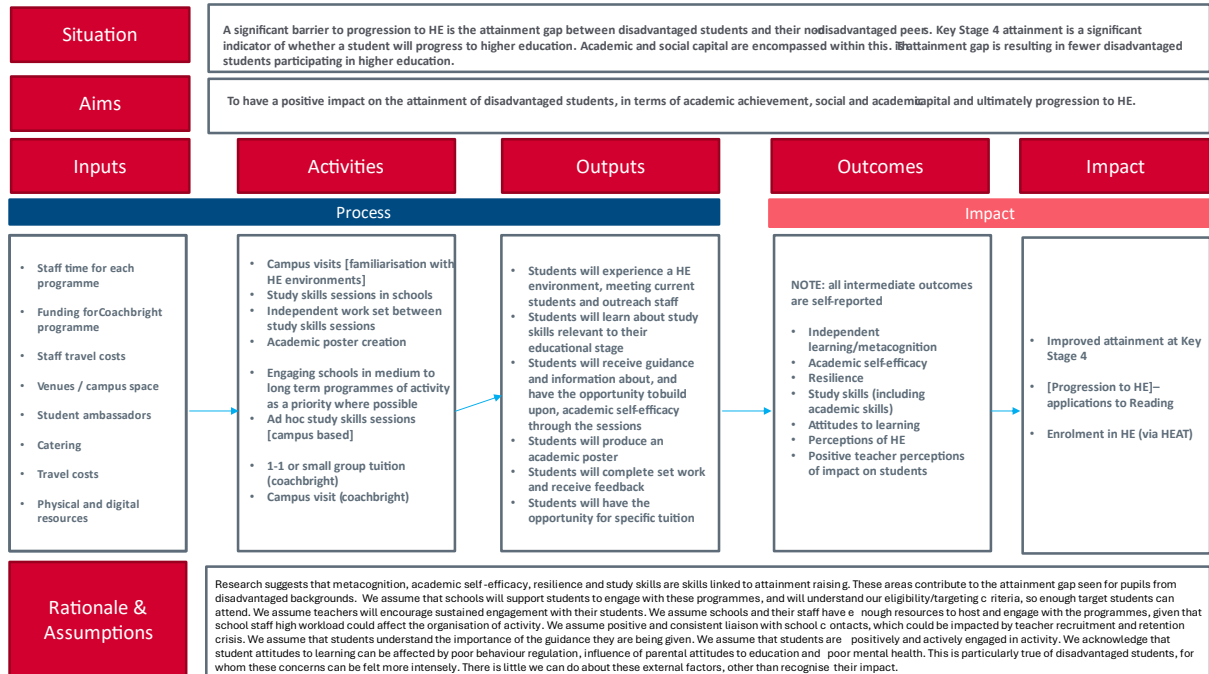 Situation
A significant barrier to progression to HE is the attainment gap between disadvantaged students and their non-disadvantaged peers. Key Stage 4 attainment is a significant
indicator of whether a student will progress to higher education. Academic and social capital are encompassed within this. This attainment gap is resulting in fewer disadvantaged
students participating in higher education.
Aims
To have a positive impact on the attainment of disadvantaged students, in terms of academic achievement, social and academic capital and ultimately progression to HE.
Inputs
Activities
Outputs
Outcomes
Impact
Process
Impact
• Staff time for each
programme
• Funding for Coachbright
programme
• Staff travel costs
• Venues / campus space
• Student ambassadors
• Catering
• Travel costs
• Physical and digital
resources
• Campus visits [familiarisation with
HE environments]
• Study skills sessions in schools
• Independent work set between
study skills sessions
• Academic poster creation
• Engaging schools in medium to
long term programmes of activity
as a priority where possible
• Ad hoc study skills sessions
[campus based]
• 1-1 or small group tuition
(coachbright)
• Campus visit (coachbright)
• Students will experience a HE
environment, meeting current
students and outreach staff
• Students will learn about study
skills relevant to their
educational stage
• Students will receive guidance
and information about, and
have the opportunity to build
upon, academic self-efficacy
through the sessions
• Students will produce an
academic poster
• Students will complete set work
and receive feedback
• Students will have the
opportunity for specific tuition
NOTE: all intermediate outcomes
are self-reported
• Independent
learning/metacognition
• Academic self-efficacy
• Resilience
• Study skills (including
academic skills)
• Attitudes to learning
• Perceptions of HE
• Positive teacher perceptions
of impact on students
• Improved attainment at Key
Stage 4
• [Progression to HE]–
applications to Reading
• Enrolment in HE (via HEAT)
Rationale &
Assumptions
Research suggests that metacognition, academic self-efficacy, resilience and study skills are skills linked to attainment raising. These areas contribute to the attainment gap seen for pupils from
disadvantaged backgrounds. We assume that schools will support students to engage with these programmes, and will understand our eligibility/targeting criteria, so enough target students can
attend. We assume teachers will encourage sustained engagement with their students. We assume schools and their staff have enough resources to host and engage with the programmes, given that
school staff high workload could affect the organisation of activity. We assume positive and consistent liaison with school contacts, which could be impacted by teacher recruitment and retention
crisis. We assume that students understand the importance of the guidance they are being given. We assume that students are positively and actively engaged in activity. We acknowledge that
student attitudes to learning can be affected by poor behaviour regulation, influence of parental attitudes to education and poor mental health. This is particularly true of disadvantaged students, for
whom these concerns can be felt more intensely. There is little we can do about these external factors, other than recognise their impact.